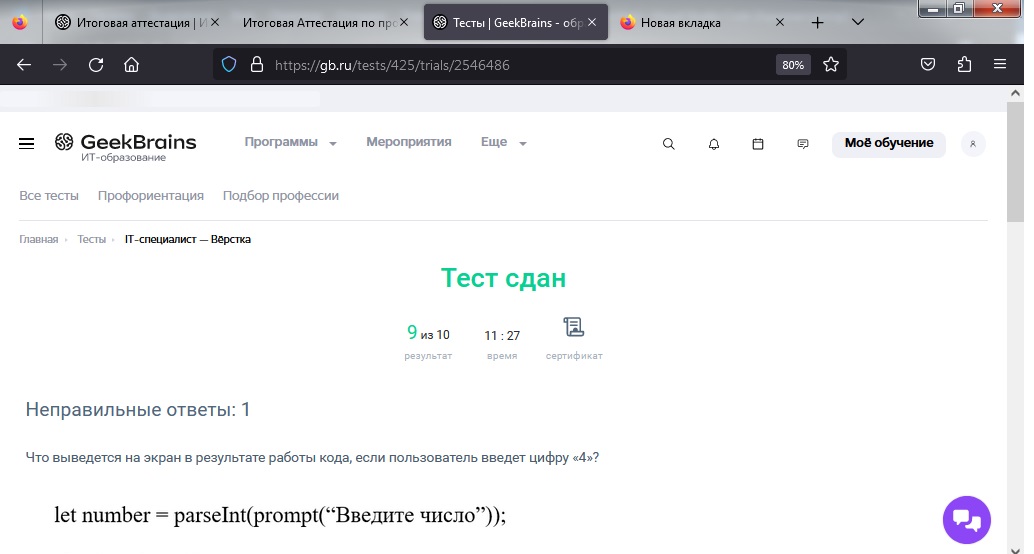 Итоговая аттестация | И
Итоговая Аттестация по про
Тесты | GeekBrains - обр
Новая вкладка
https://gb.ru/tests/425/trials/2546486
80%
GeekBrains
ИТ-образование
Программы
Мероприятия
Еще
Моё обучение
Все тесты
Профориентация
Подбор профессии
Главная
Тесты
IT-специалист — Вёрстка
Тест сдан
9 из 10
11 : 27
результат
время
сертификат
Неправильные ответы: 1
Что выведется на экран в результате работы кода, если пользователь введет цифру «4»?
let number = parseInt(prompt(“Введите число”));